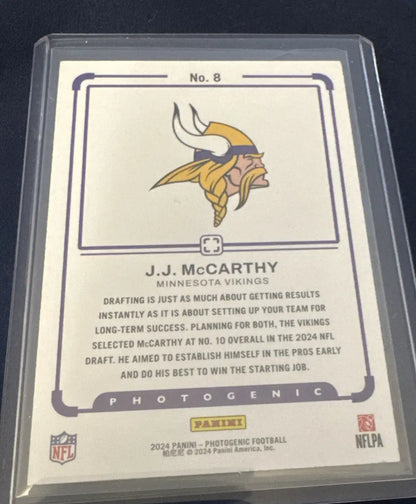 No. 8
J.J. McCARTHY
MINNESOTA VIKINGS
DRAFTING IS JUST AS MUCH ABOUT GETTING RESULTS
INSTANTLY AS IT IS ABOUT SETTING UP YOUR TEAM FOR
LONG-TERM SUCCESS. PLANNING FOR BOTH, THE VIKINGS
SELECTED McCARTHY AT NO. 10 OVERALL IN THE 2024 NFL
DRAFT. HE AIMED TO ESTABLISH HIMSELF IN THE PROS EARLY
AND DO HIS BEST TO WIN THE STARTING JOB.
PHOTOGENIC
PANINI
NFL
2024 PANINI – PHOTOGENIC FOOTBALL
帕尼尼 © 2024 Panini America, Inc.
NFLPA